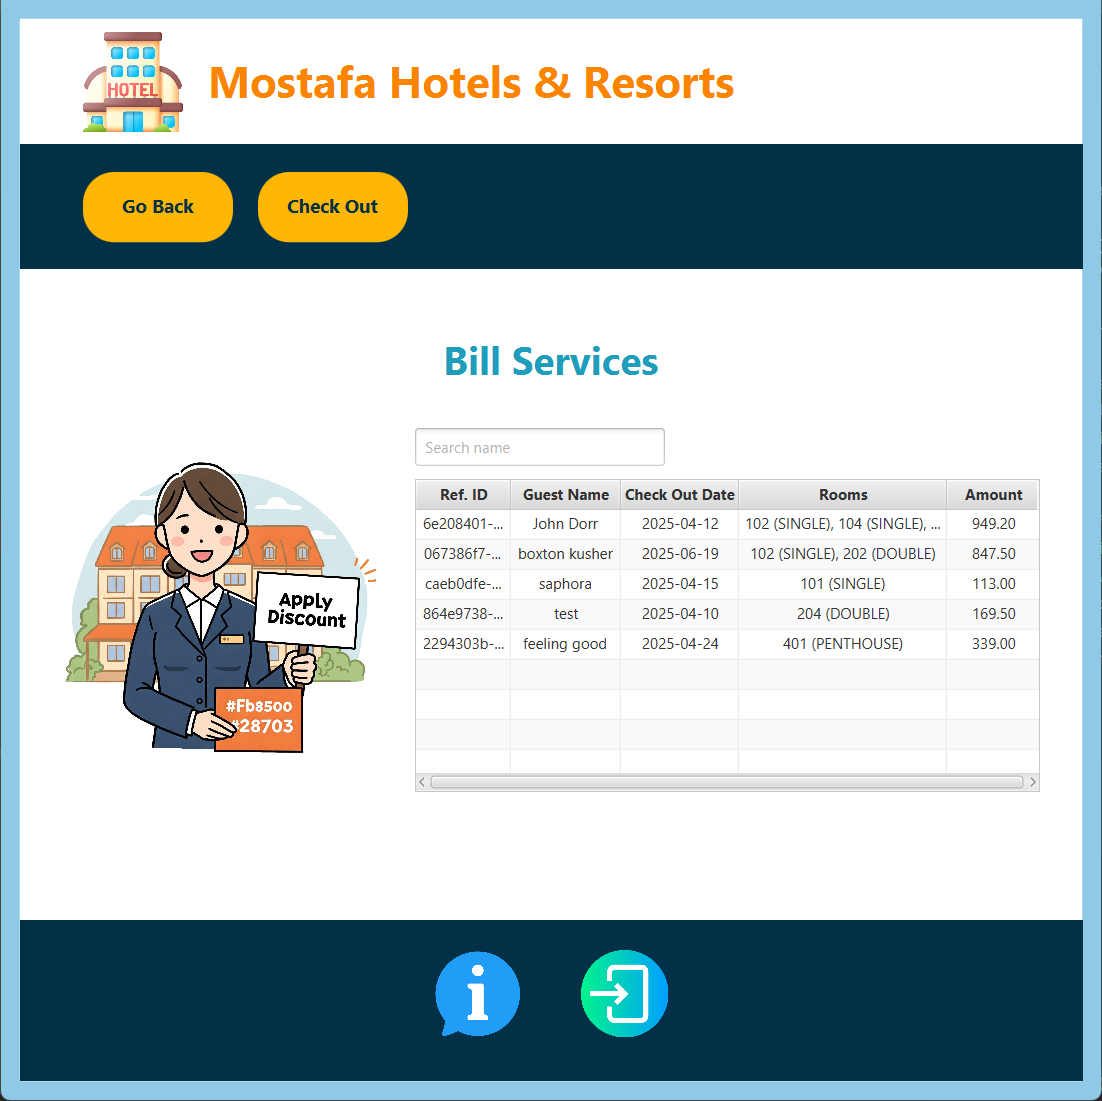 HOTEL
Mostafa Hotels & Resorts
Go Back Check Out
Bill Services
Search name
Ref. ID Guest Name Check Out Date Rooms Amount
6e208401-... John Dorr 2025-04-12 102 (SINGLE), 104 (SINGLE), ... 949.20
067386f7-... boxton kusher 2025-06-19 102 (SINGLE), 202 (DOUBLE) 847.50
caeb0dfe-... saphora 2025-04-15 101 (SINGLE) 113.00
864e9738-... test 2025-04-10 204 (DOUBLE) 169.50
2294303b-... feeling good 2025-04-24 401 (PENTHOUSE) 339.00
Apply
Discount
#Fb8500
#28703